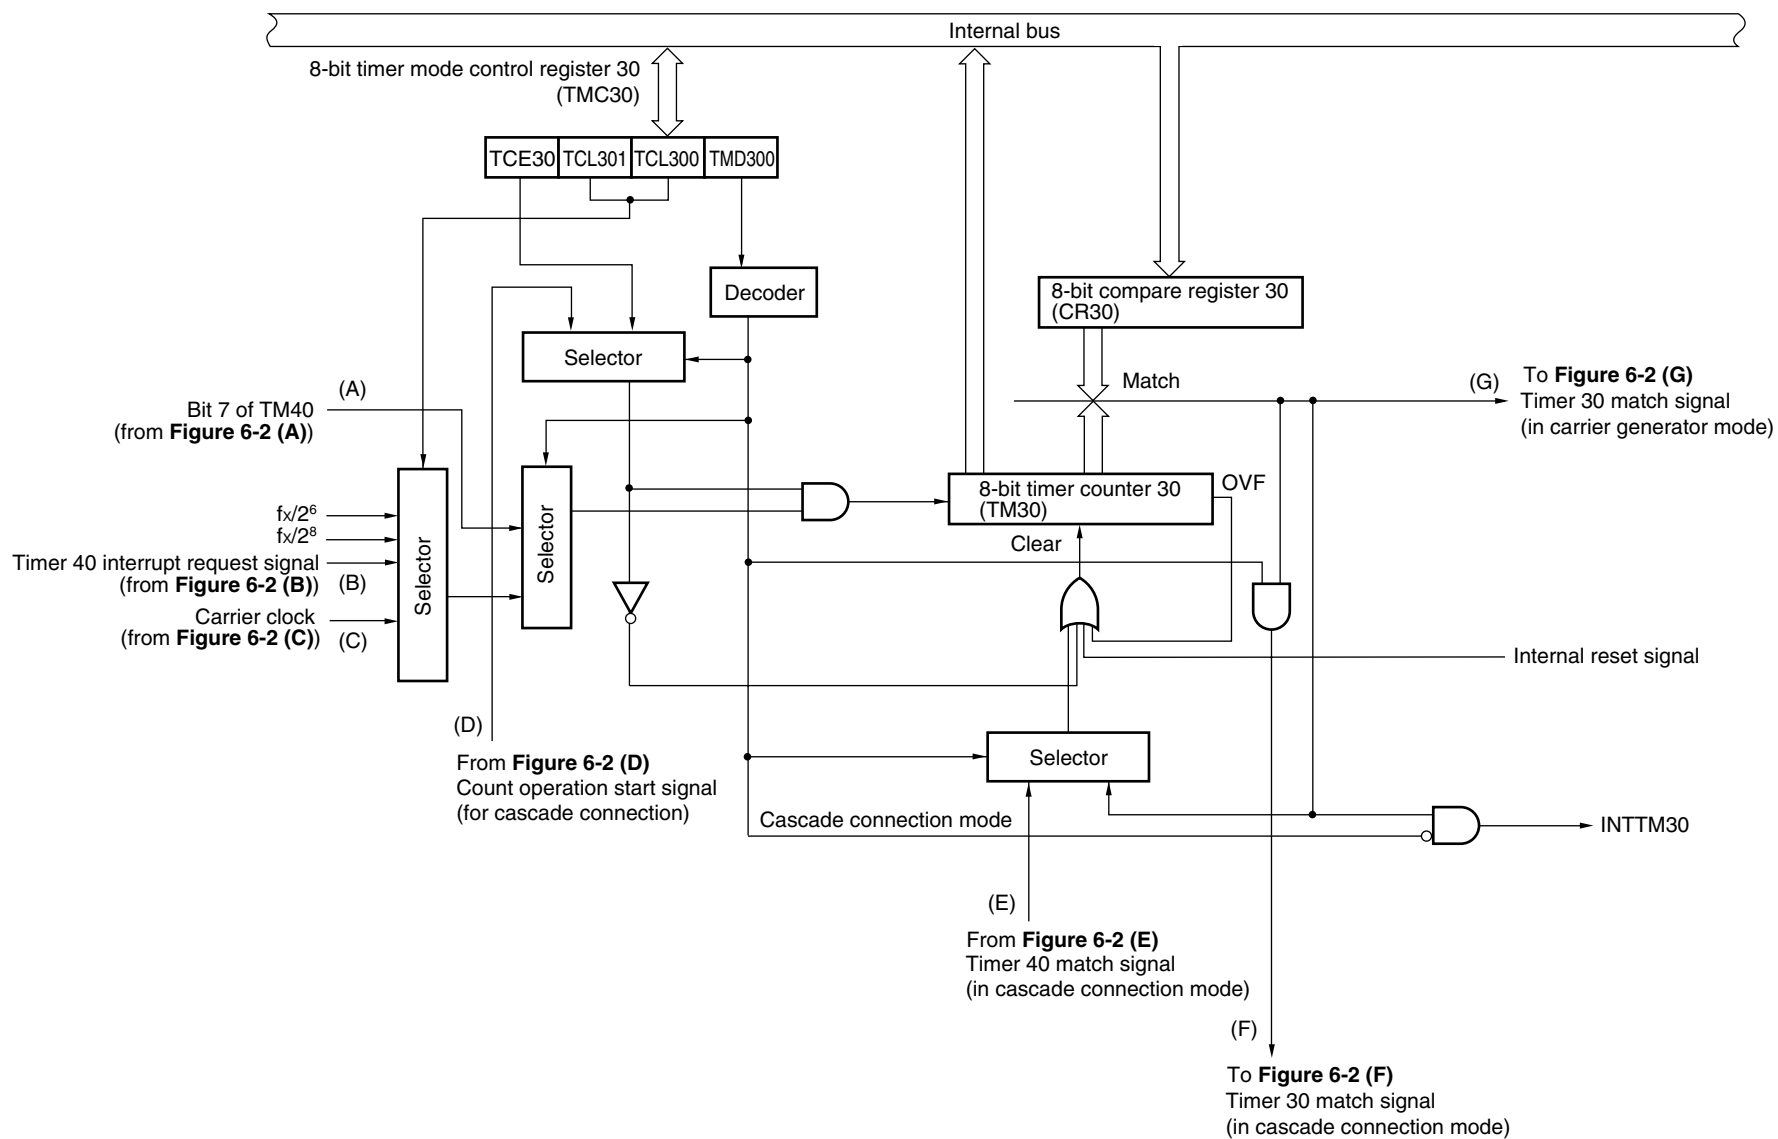 Internal bus
8-bit timer mode control register 30
(TMC30)
TCE30 TCL301 TCL300 TMD300
Decoder
8-bit compare register 30
(CR30)
Selector
Match
(G)
To Figure 6-2 (G)
Timer 30 match signal
(in carrier generator mode)
(A)
Bit 7 of TM40
(from Figure 6-2 (A))
8-bit timer counter 30
(TM30)
OVF
Clear
fx/2⁶
fx/2⁸
Timer 40 interrupt request signal
(from Figure 6-2 (B))
(B)
Carrier clock
(from Figure 6-2 (C))
(C)
Selector
Selector
Internal reset signal
(D)
From Figure 6-2 (D)
Count operation start signal
(for cascade connection)
Selector
Cascade connection mode
INTTM30
(E)
From Figure 6-2 (E)
Timer 40 match signal
(in cascade connection mode)
(F)
To Figure 6-2 (F)
Timer 30 match signal
(in cascade connection mode)